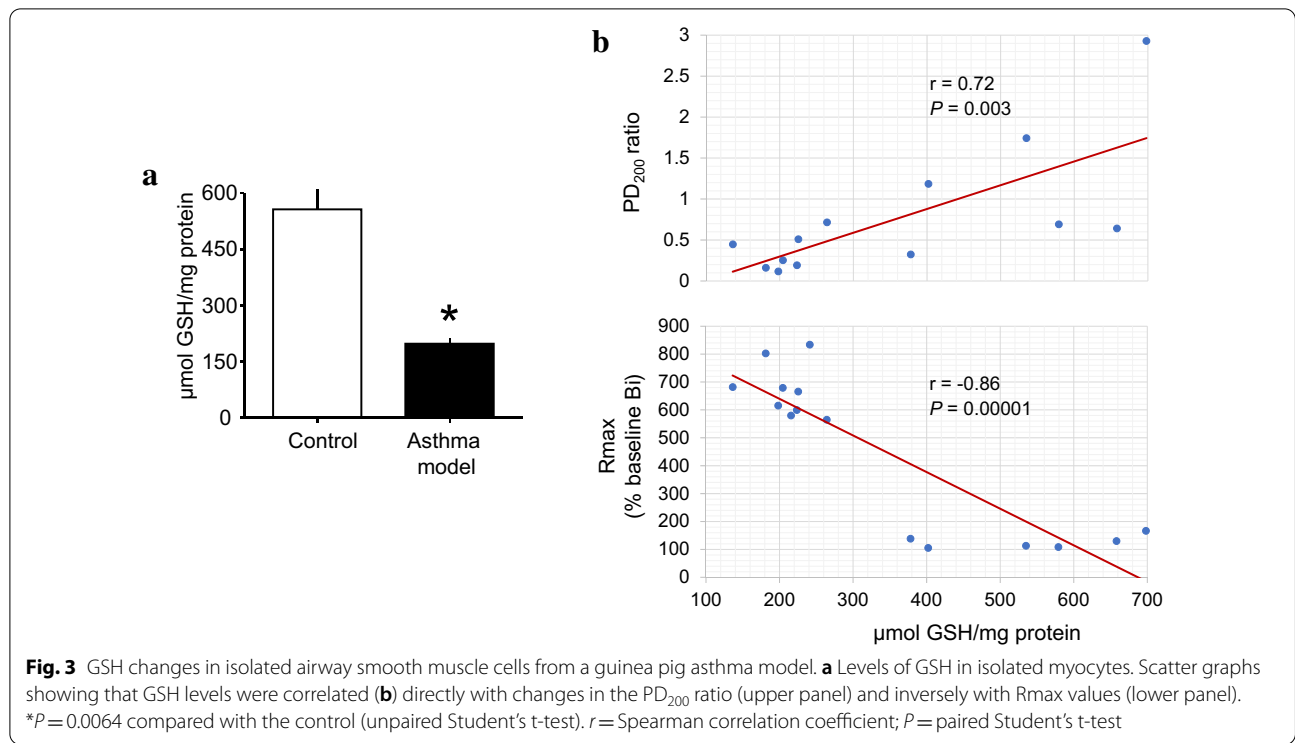 a
µmol GSH/mg protein
600
450
300
150
0
*
Control
Asthma
model
b
PD200 ratio
3
2.5
2
1.5
1
0.5
0
r = 0.72
P = 0.003
Rmax
(% baseline Bi)
900
800
700
600
500
400
300
200
100
0
r = -0.86
P = 0.00001
100 200 300 400 500 600 700
µmol GSH/mg protein
Fig. 3 GSH changes in isolated airway smooth muscle cells from a guinea pig asthma model. a Levels of GSH in isolated myocytes. Scatter graphs
showing that GSH levels were correlated (b) directly with changes in the PD200 ratio (upper panel) and inversely with Rmax values (lower panel).
*P = 0.0064 compared with the control (unpaired Student's t-test). r = Spearman correlation coefficient; P = paired Student's t-test